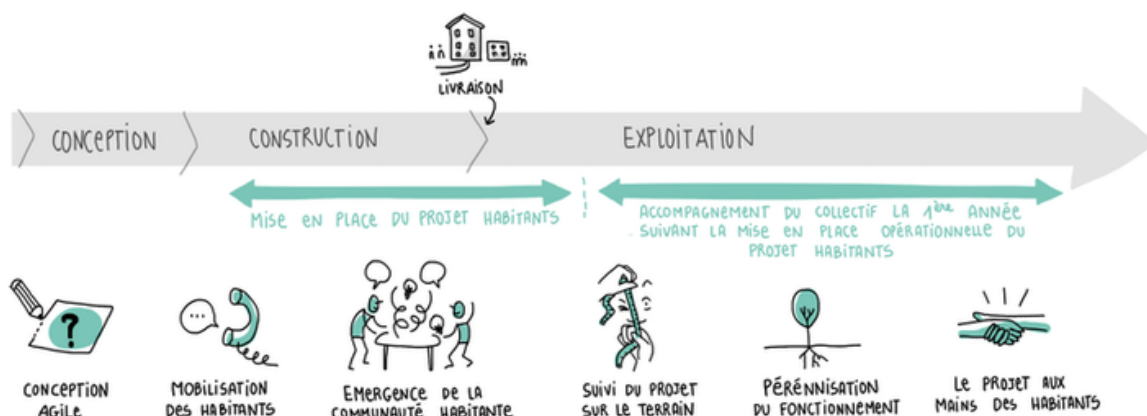 LIVRAISON
CONCEPTION
CONSTRUCTION
EXPLOITATION
MISE EN PLACE DU PROJET HABITANTS
ACCOMPAGNEMENT DU COLLECTIF LA 1ère ANNÉE
SUIVANT LA MISE EN PLACE OPÉRATIONNELLE DU
PROJET HABITANTS
?
...
CONCEPTION
AGILE
MOBILISATION
DES HABITANTS
EMERGENCE DE LA
COMMUNAUTÉ HABITANTE
SUIVI DU PROJET
SUR LE TERRAIN
PÉRÉNNISATION
DU FONCTIONNEMENT
LE PROJET AUX
MAINS DES HABITANTS